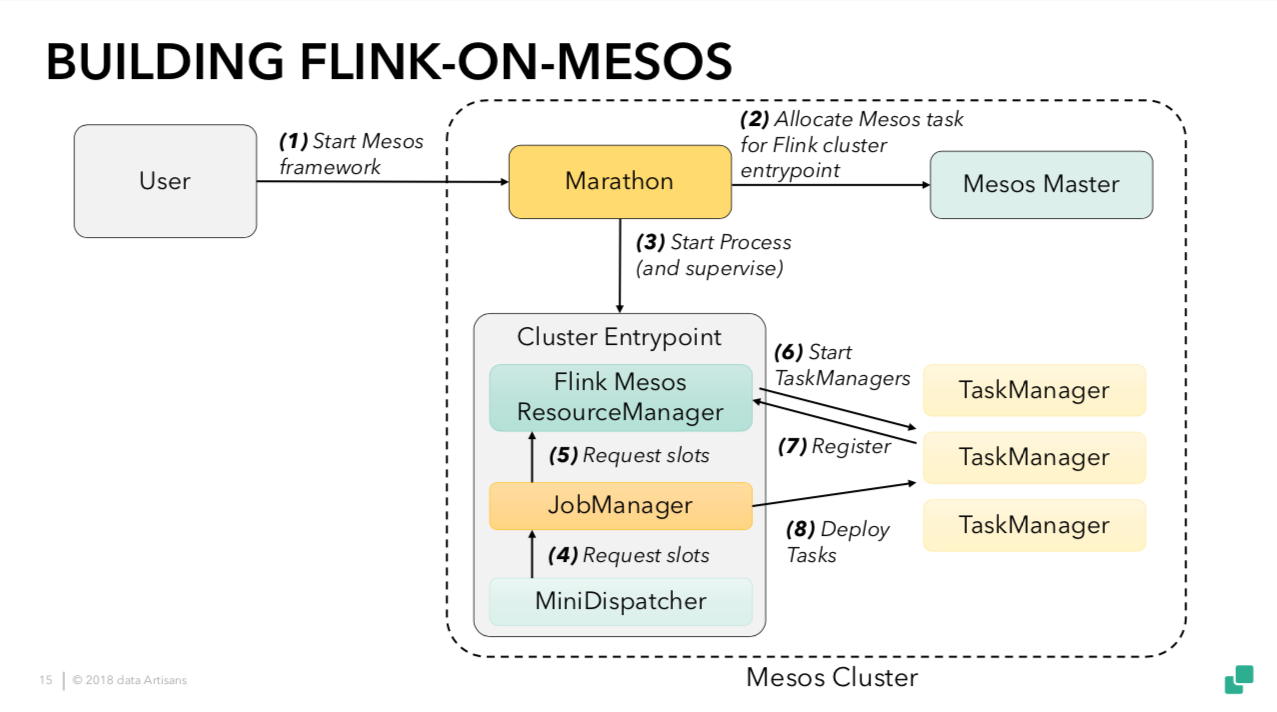 BUILDING FLINK-ON-MESOS
User
(1) Start Mesos
framework
Marathon
(2) Allocate Mesos task
for Flink cluster
entrypoint
Mesos Master
(3) Start Process
(and supervise)
Cluster Entrypoint
Flink Mesos
ResourceManager
(5) Request slots
JobManager
(4) Request slots
MiniDispatcher
(6) Start
TaskManagers
(7) Register
(8) Deploy
Tasks
TaskManager
TaskManager
TaskManager
Mesos Cluster
15
© 2018 data Artisans